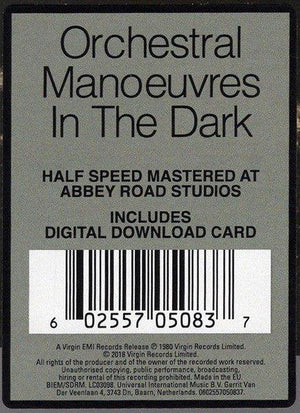 Orchestral
Manoeuvres
In The Dark
HALF SPEED MASTERED AT
ABBEY ROAD STUDIOS
INCLUDES
DIGITAL DOWNLOAD CARD
6 02557 05083 7
A Virgin EMI Records Release ℗ 1980 Virgin Records Limited.
© 2018 Virgin Records Limited.
All rights of the producer and of the owner of the recorded work reserved.
Unauthorised copying, public performance, broadcasting,
hiring or rental of this recording prohibited. Made in the EU.
BIEM/SDRM. LC03098. Universal International Music B.V. Gerrit Van
Der Veenlaan 4, 3743 Dn, Baarn, Netherlands. 0602557050837.